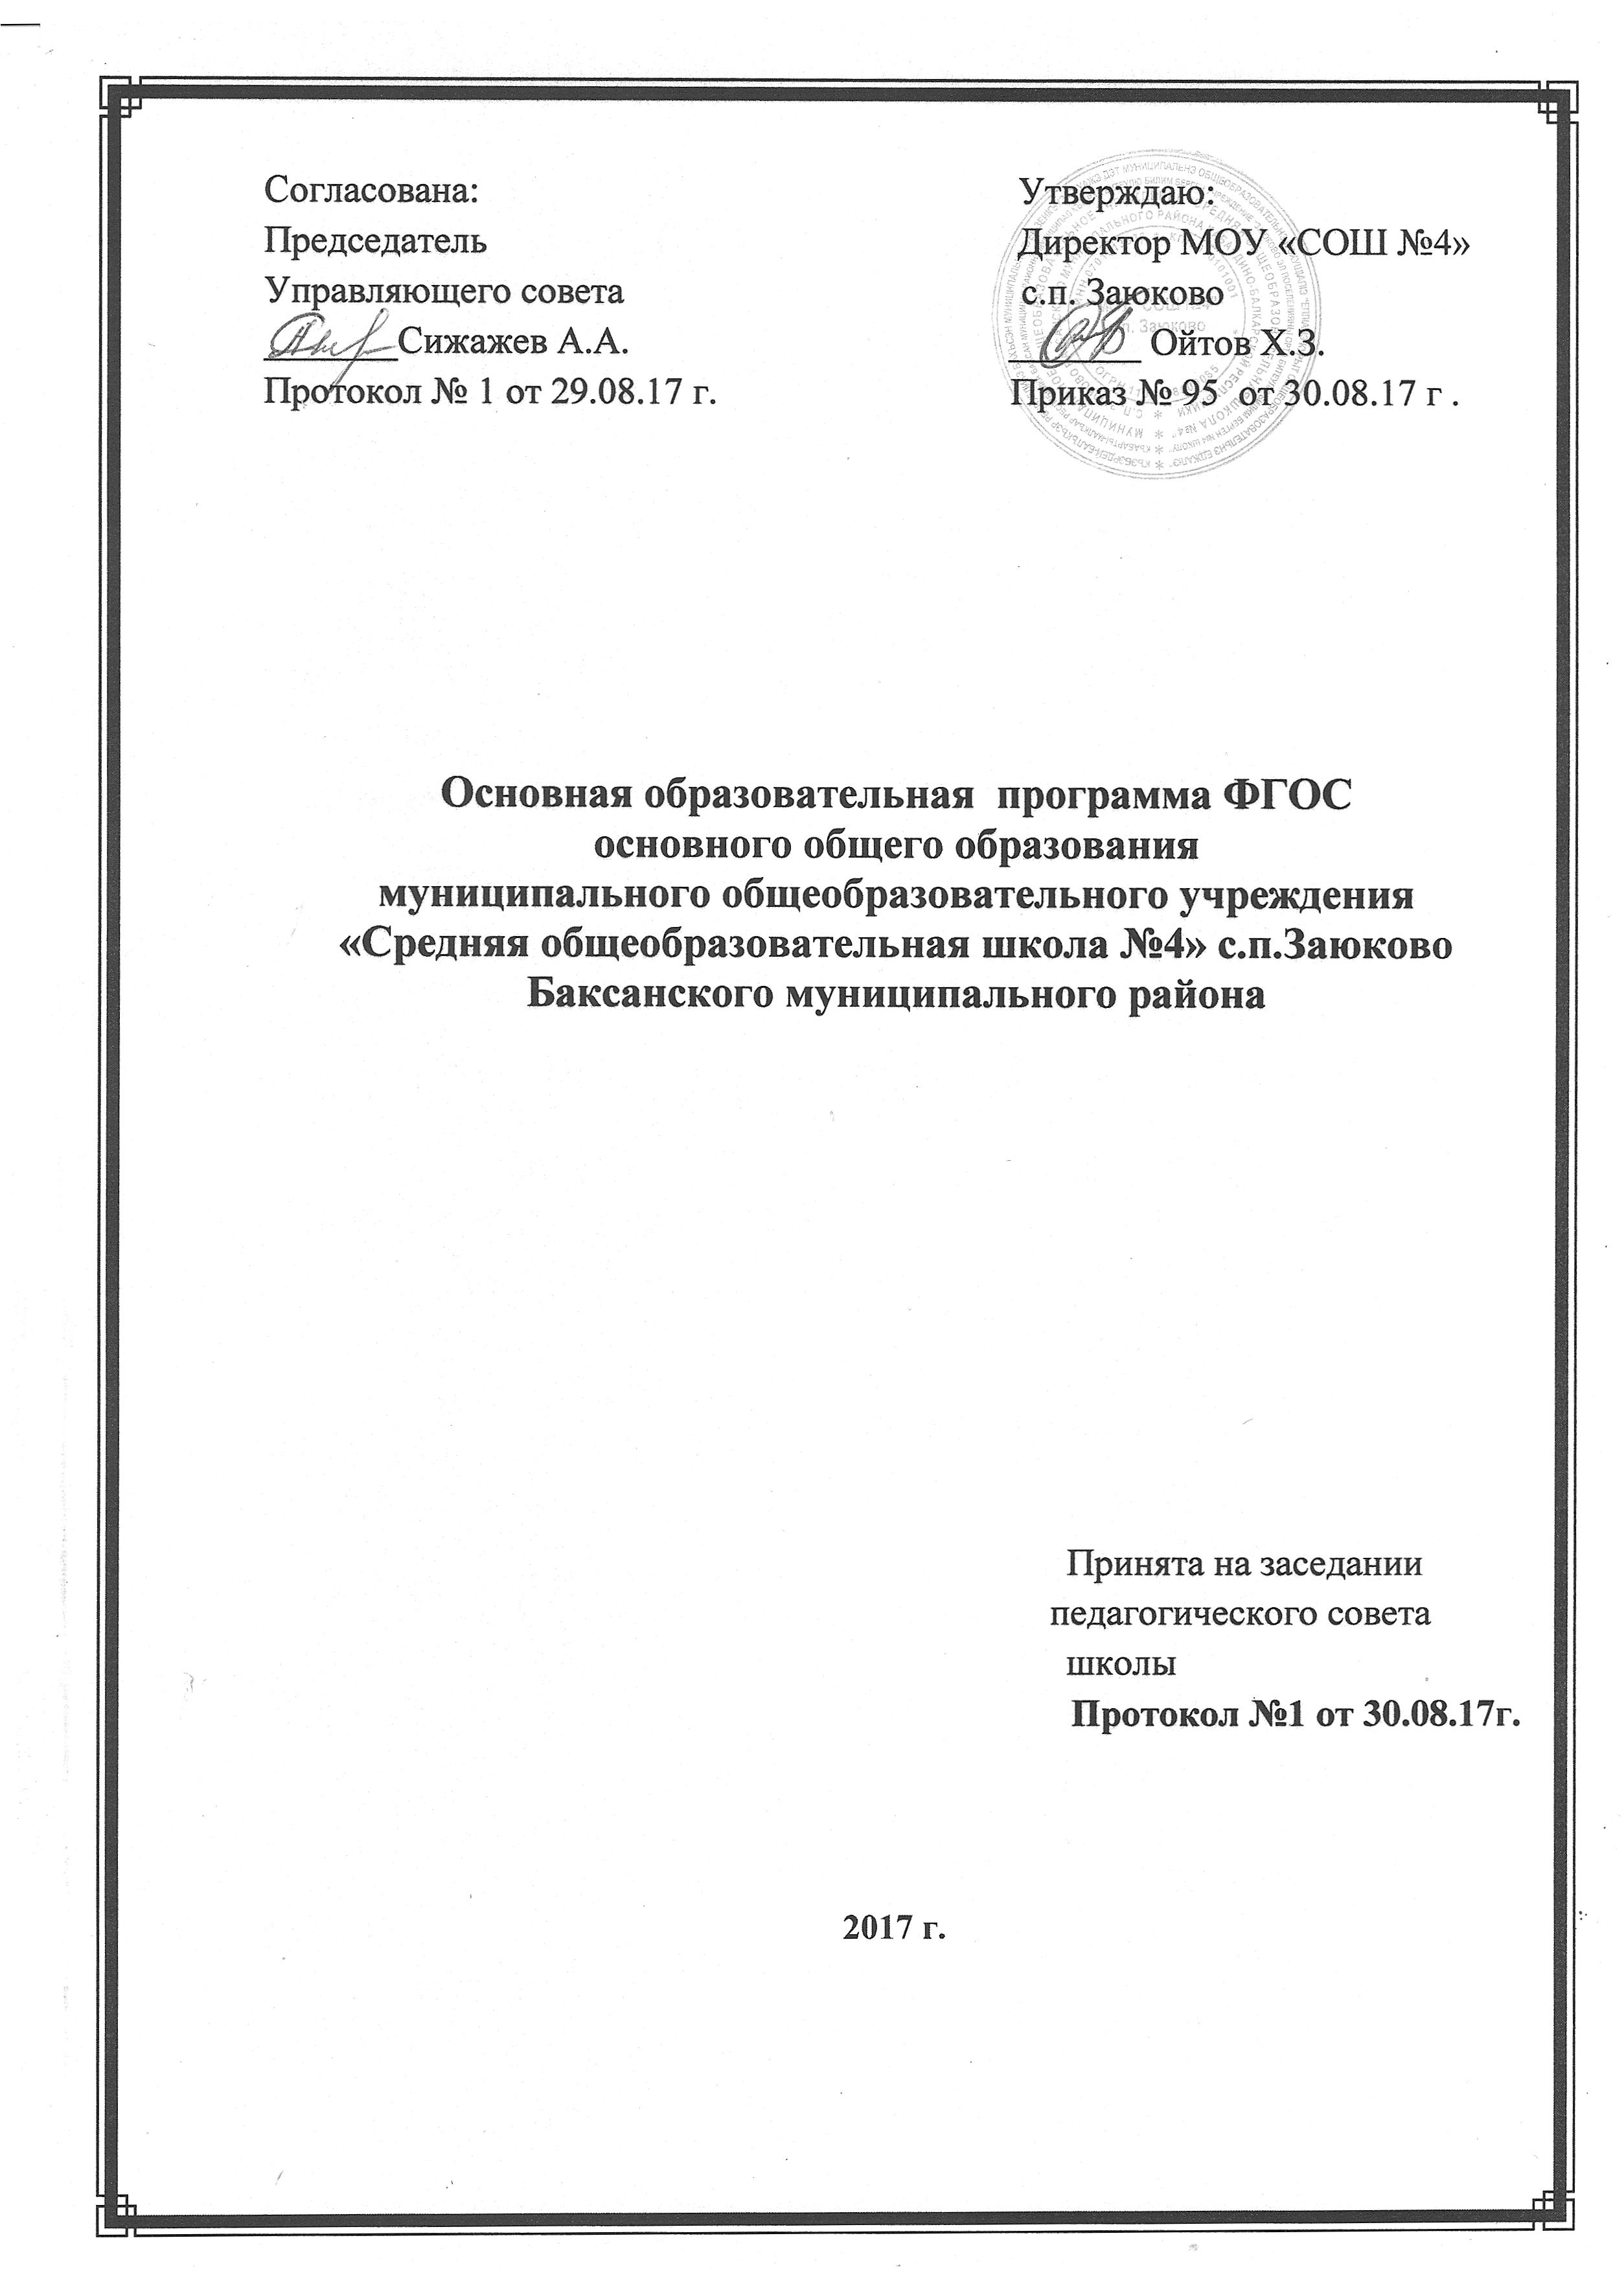 Согласована:
Председатель
Управляющего совета
Сижажев А.А.
Протокол № 1 от 29.08.17 г.
Утверждаю:
Директор МОУ «СОШ №4»
с.п. Заюково
Ойтов Х.З.
Приказ № 95 от 30.08.17 г .
Основная образовательная программа ФГОС
основного общего образования
муниципального общеобразовательного учреждения
«Средняя общеобразовательная школа №4» с.п.Заюково
Баксанского муниципального района
Принята на заседании
педагогического совета
школы
Протокол №1 от 30.08.17г.
2017 г.